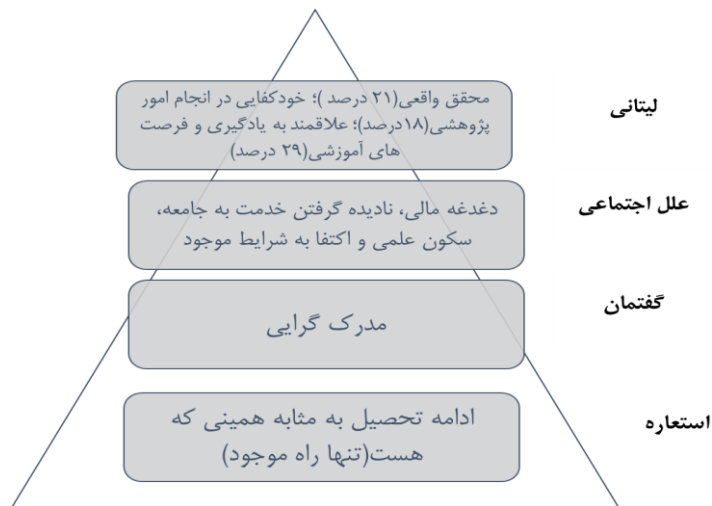 محقق واقعی(۲۱ درصد )؛ خودکفایی در انجام امور
پژوهشی(۱۸درصد)؛ علاقمند به یادگیری و فرصت
های آموزشی(۲۹ درصد)
لیتانی
دغدغه مالی، نادیده گرفتن خدمت به جامعه،
سکون علمی و اکتفا به شرایط موجود
علل اجتماعی
مدرک گرایی
گفتمان
ادامه تحصیل به مثابه همینی که
هست(تنها راه موجود)
استعاره